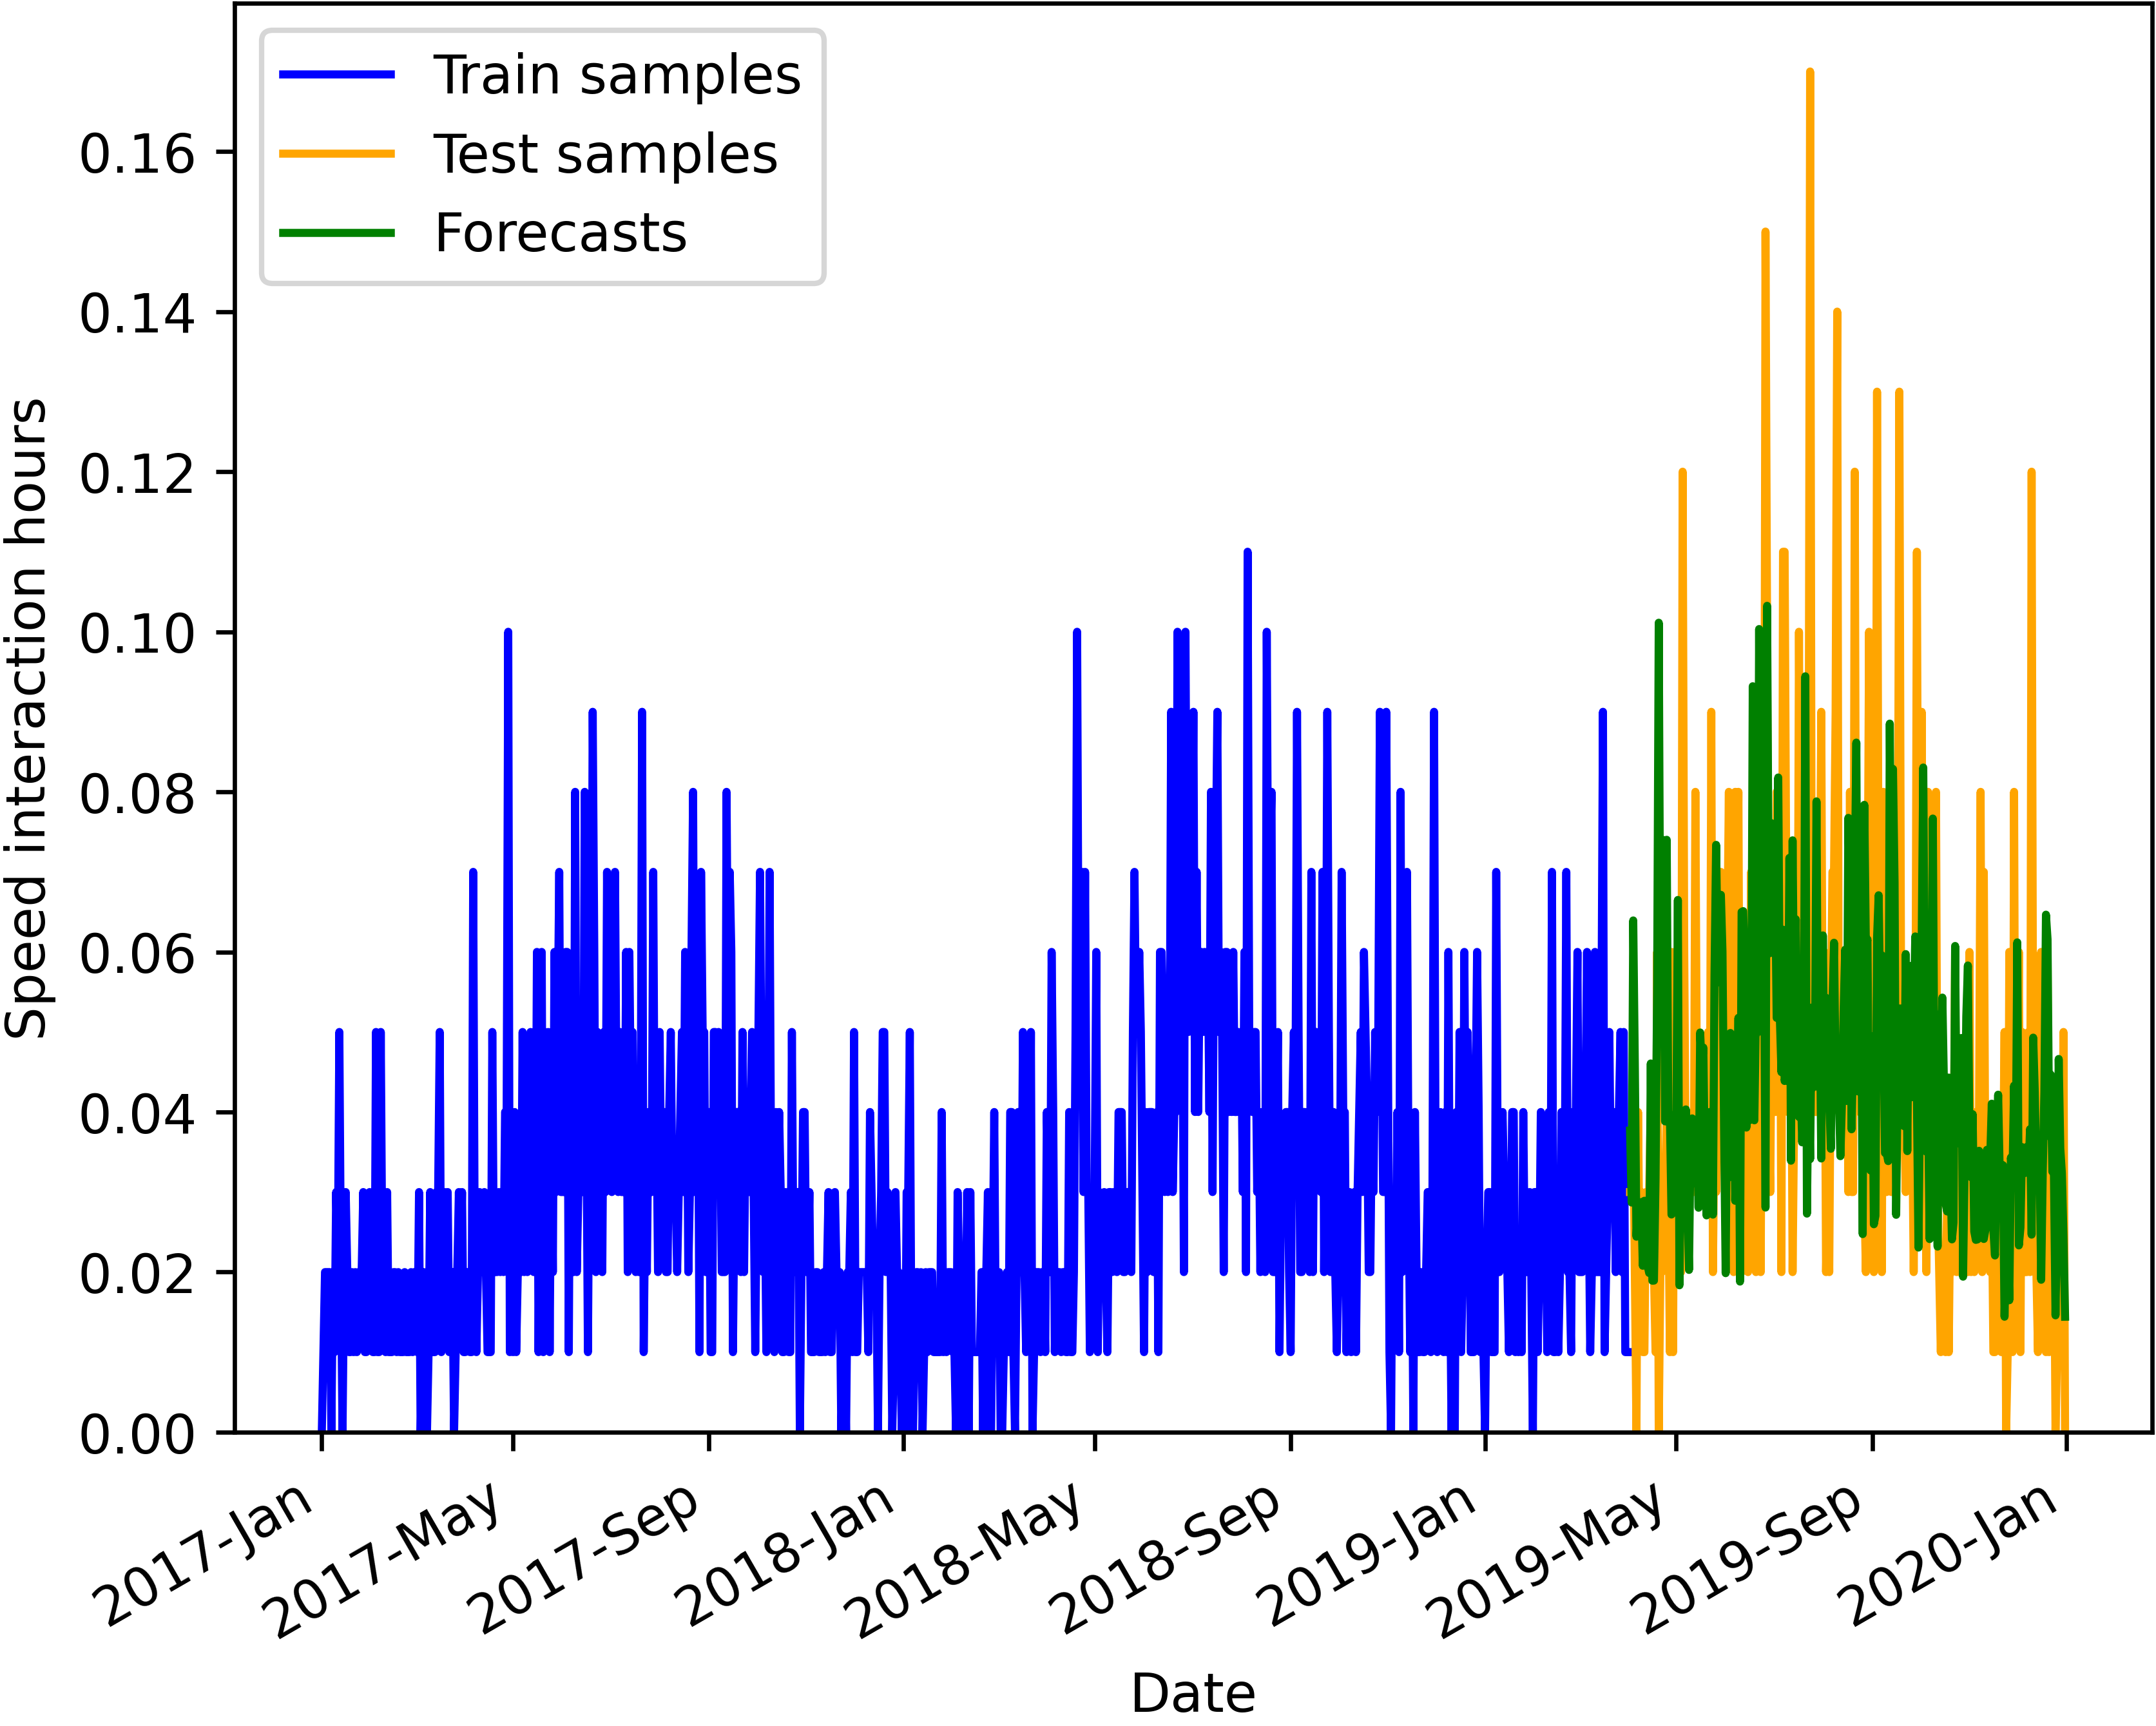 Train samples
Test samples
Forecasts
0.16
0.14
0.12
0.10
0.08
0.06
0.04
0.02
0.00
Speed interaction hours
2017-Jan
2017-May
2017-Sep
2018-Jan
2018-May
2018-Sep
2019-Jan
2019-May
2019-Sep
2020-Jan
Date